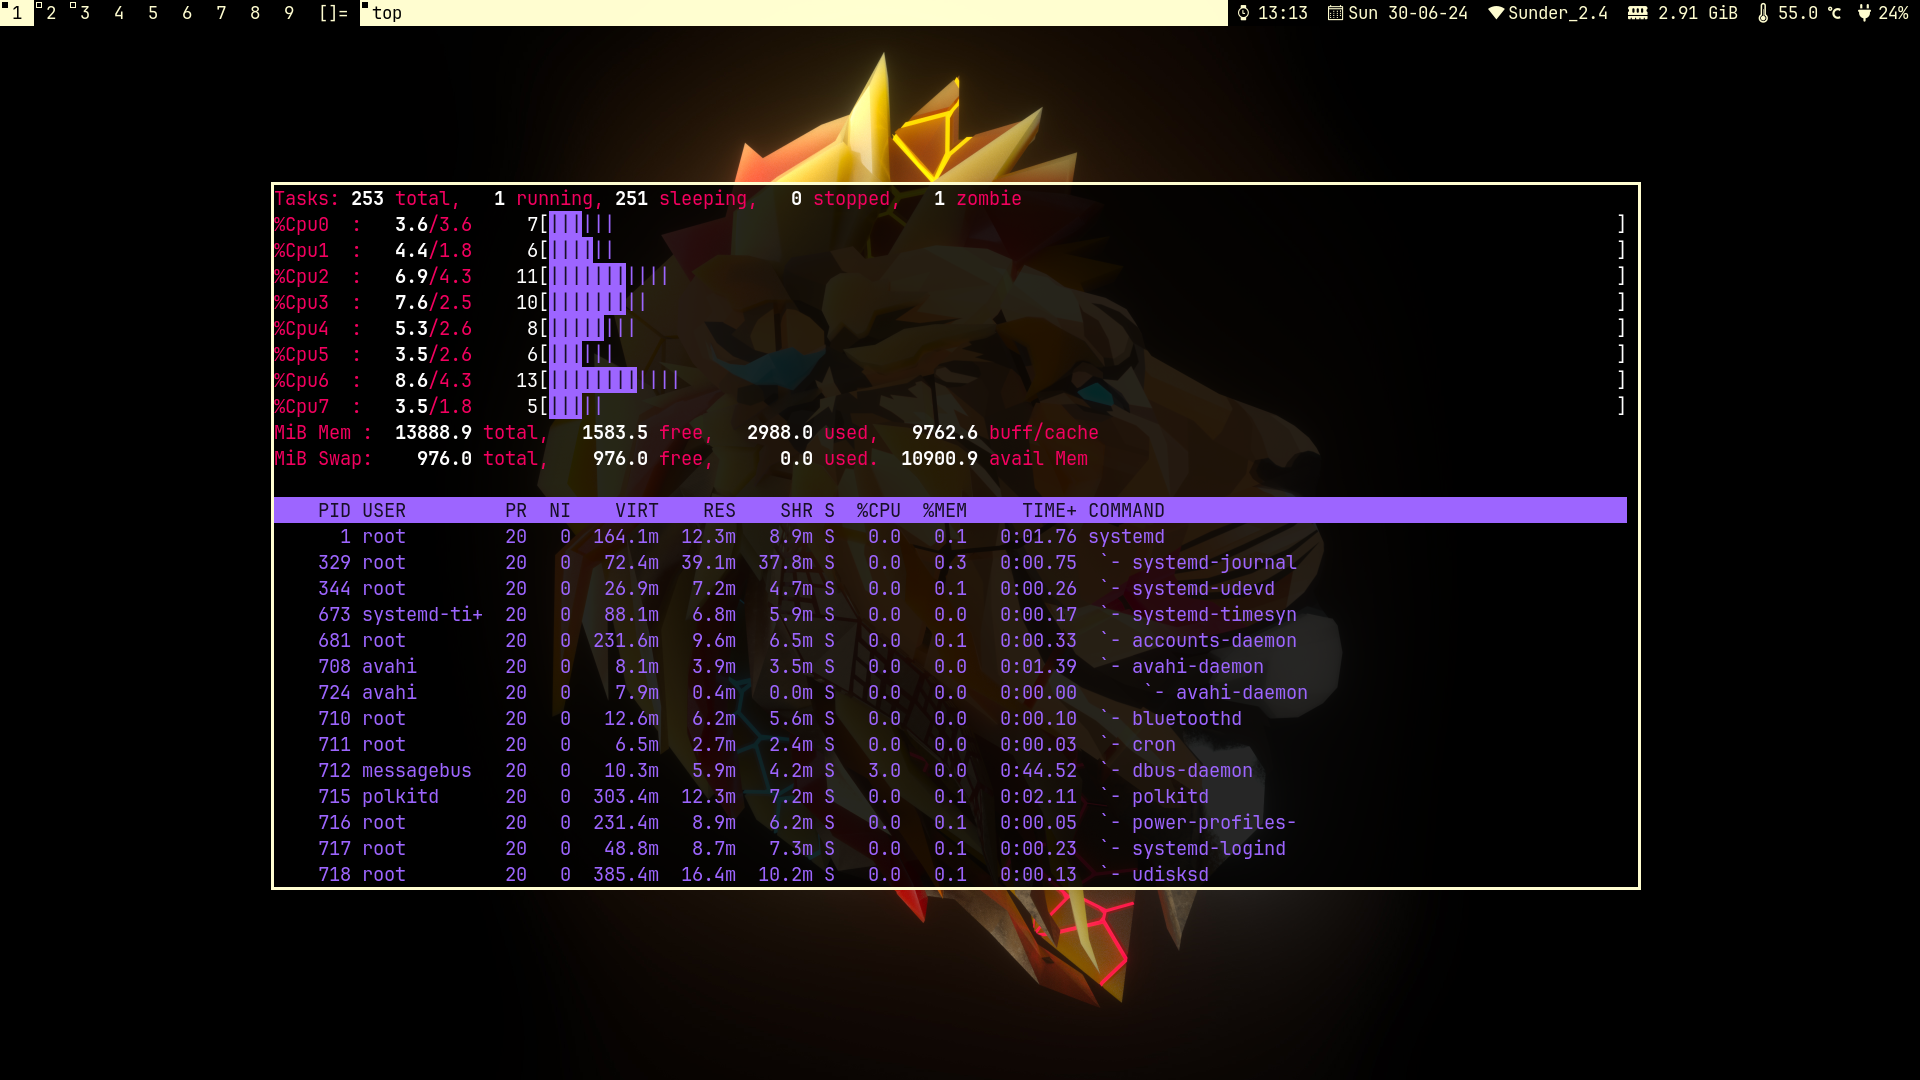 1 2 3 4 5 6 7 8 9 []= top 13:13 Sun 30-06-24 Sunder_2.4 2.91 GiB 55.0 °C 24%
Tasks: 253 total, 1 running, 251 sleeping, 0 stopped, 1 zombie
%Cpu0 : 3.6/3.6 7[|||||| ]
%Cpu1 : 4.4/1.8 6[|||||| ]
%Cpu2 : 6.9/4.3 11[||||||||||| ]
%Cpu3 : 7.6/2.5 10[||||||||| ]
%Cpu4 : 5.3/2.6 8[|||||||| ]
%Cpu5 : 3.5/2.6 6[|||||| ]
%Cpu6 : 8.6/4.3 13[|||||||||||| ]
%Cpu7 : 3.5/1.8 5[||||| ]
MiB Mem : 13888.9 total, 1583.5 free, 2988.0 used, 9762.6 buff/cache
MiB Swap: 976.0 total, 976.0 free, 0.0 used. 10900.9 avail Mem
PID USER PR NI VIRT RES SHR S %CPU %MEM TIME+ COMMAND
1 root 20 0 164.1m 12.3m 8.9m S 0.0 0.1 0:01.76 systemd
329 root 20 0 72.4m 39.1m 37.8m S 0.0 0.3 0:00.75 `- systemd-journal
344 root 20 0 26.9m 7.2m 4.7m S 0.0 0.1 0:00.26 `- systemd-udevd
673 systemd-ti+ 20 0 88.1m 6.8m 5.9m S 0.0 0.0 0:00.17 `- systemd-timesyn
681 root 20 0 231.6m 9.6m 6.5m S 0.0 0.1 0:00.33 `- accounts-daemon
708 avahi 20 0 8.1m 3.9m 3.5m S 0.0 0.0 0:01.39 `- avahi-daemon
724 avahi 20 0 7.9m 0.4m 0.0m S 0.0 0.0 0:00.00 `- avahi-daemon
710 root 20 0 12.6m 6.2m 5.6m S 0.0 0.0 0:00.10 `- bluetoothd
711 root 20 0 6.5m 2.7m 2.4m S 0.0 0.0 0:00.03 `- cron
712 messagebus 20 0 10.3m 5.9m 4.2m S 3.0 0.0 0:44.52 `- dbus-daemon
715 polkitd 20 0 303.4m 12.3m 7.2m S 0.0 0.1 0:02.11 `- polkitd
716 root 20 0 231.4m 8.9m 6.2m S 0.0 0.1 0:00.05 `- power-profiles-
717 root 20 0 48.8m 8.7m 7.3m S 0.0 0.1 0:00.23 `- systemd-logind
718 root 20 0 385.4m 16.4m 10.2m S 0.0 0.1 0:00.13 `- udisksd